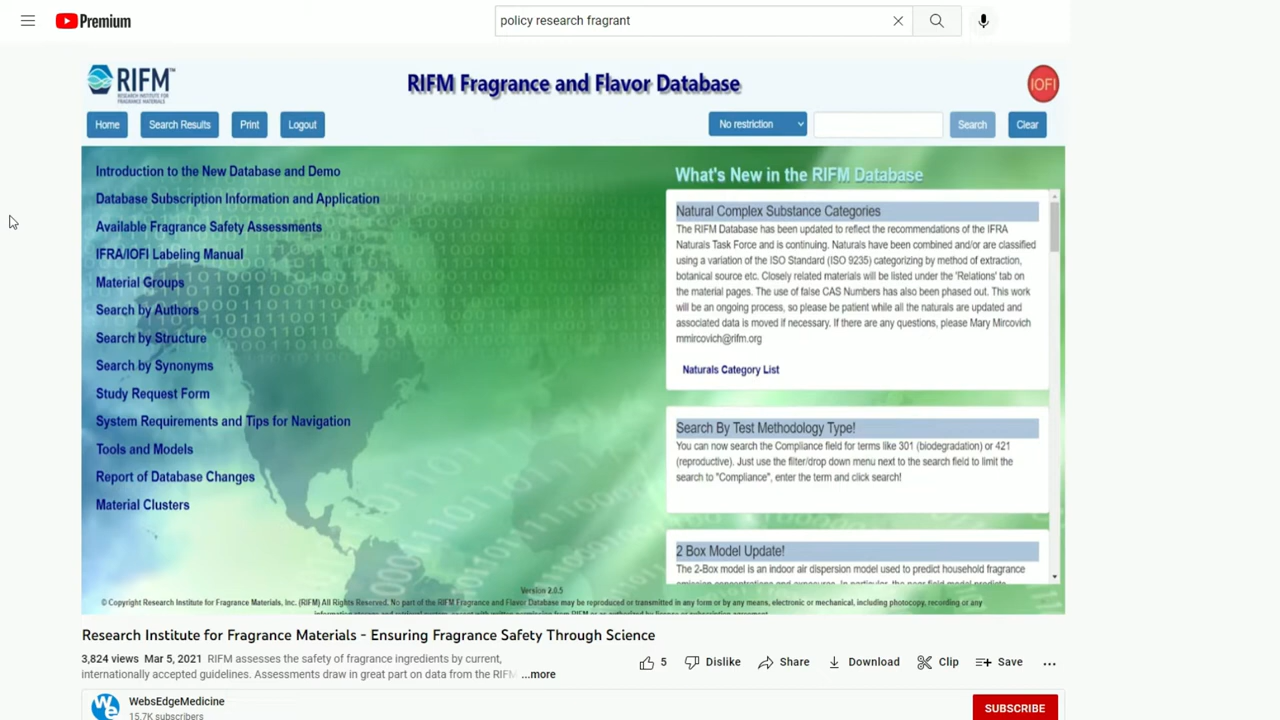 Premium
policy research fragrant
RIFM™
RESEARCH INSTITUTE FOR
FRAGRANCE MATERIALS
RIFM Fragrance and Flavor Database
IOFI
Home
Search Results
Print
Logout
No restriction
Search
Clear
Introduction to the New Database and Demo
Database Subscription Information and Application
Available Fragrance Safety Assessments
IFRA/IOFI Labeling Manual
Material Groups
Search by Authors
Search by Structure
Search by Synonyms
Study Request Form
System Requirements and Tips for Navigation
Tools and Models
Report of Database Changes
Material Clusters
What's New in the RIFM Database
Natural Complex Substance Categories
The RIFM Database has been updated to reflect the recommendations of the IFRA
Naturals Task Force and is continuing. Naturals have been combined and/or are classified
using a variation of the ISO Standard (ISO 9235) categorizing by method of extraction,
botanical source etc. Closely related materials will be listed under the 'Relations' tab on
the material pages. The use of false CAS Numbers has also been phased out. This work
will be an ongoing process, so please be patient while all the naturals are updated and
associated data is moved if necessary. If there are any questions, please Mary Mircovich
mmircovich@rifm.org
Naturals Category List
Search By Test Methodology Type!
You can now search the Compliance field for terms like 301 (biodegradation) or 421
(reproductive). Just use the filter/drop down menu next to the search field to limit the
search to "Compliance", enter the term and click search!
2 Box Model Update!
The 2-Box model is an indoor air dispersion model used to predict household fragrance
Version 2.0.5
© Copyright Research Institute for Fragrance Materials, Inc. (RIFM) All Rights Reserved. No part of the RIFM Fragrance and Flavor Database may be reproduced or transmitted in any form or by any means, electronic or mechanical, including photocopy, recording or any
Research Institute for Fragrance Materials - Ensuring Fragrance Safety Through Science
3,824 views Mar 5, 2021 RIFM assesses the safety of fragrance ingredients by current,
internationally accepted guidelines. Assessments draw in great part on data from the RIFM ...more
5
Dislike
Share
Download
Clip
Save
WebsEdgeMedicine
15.7K subscribers
SUBSCRIBE